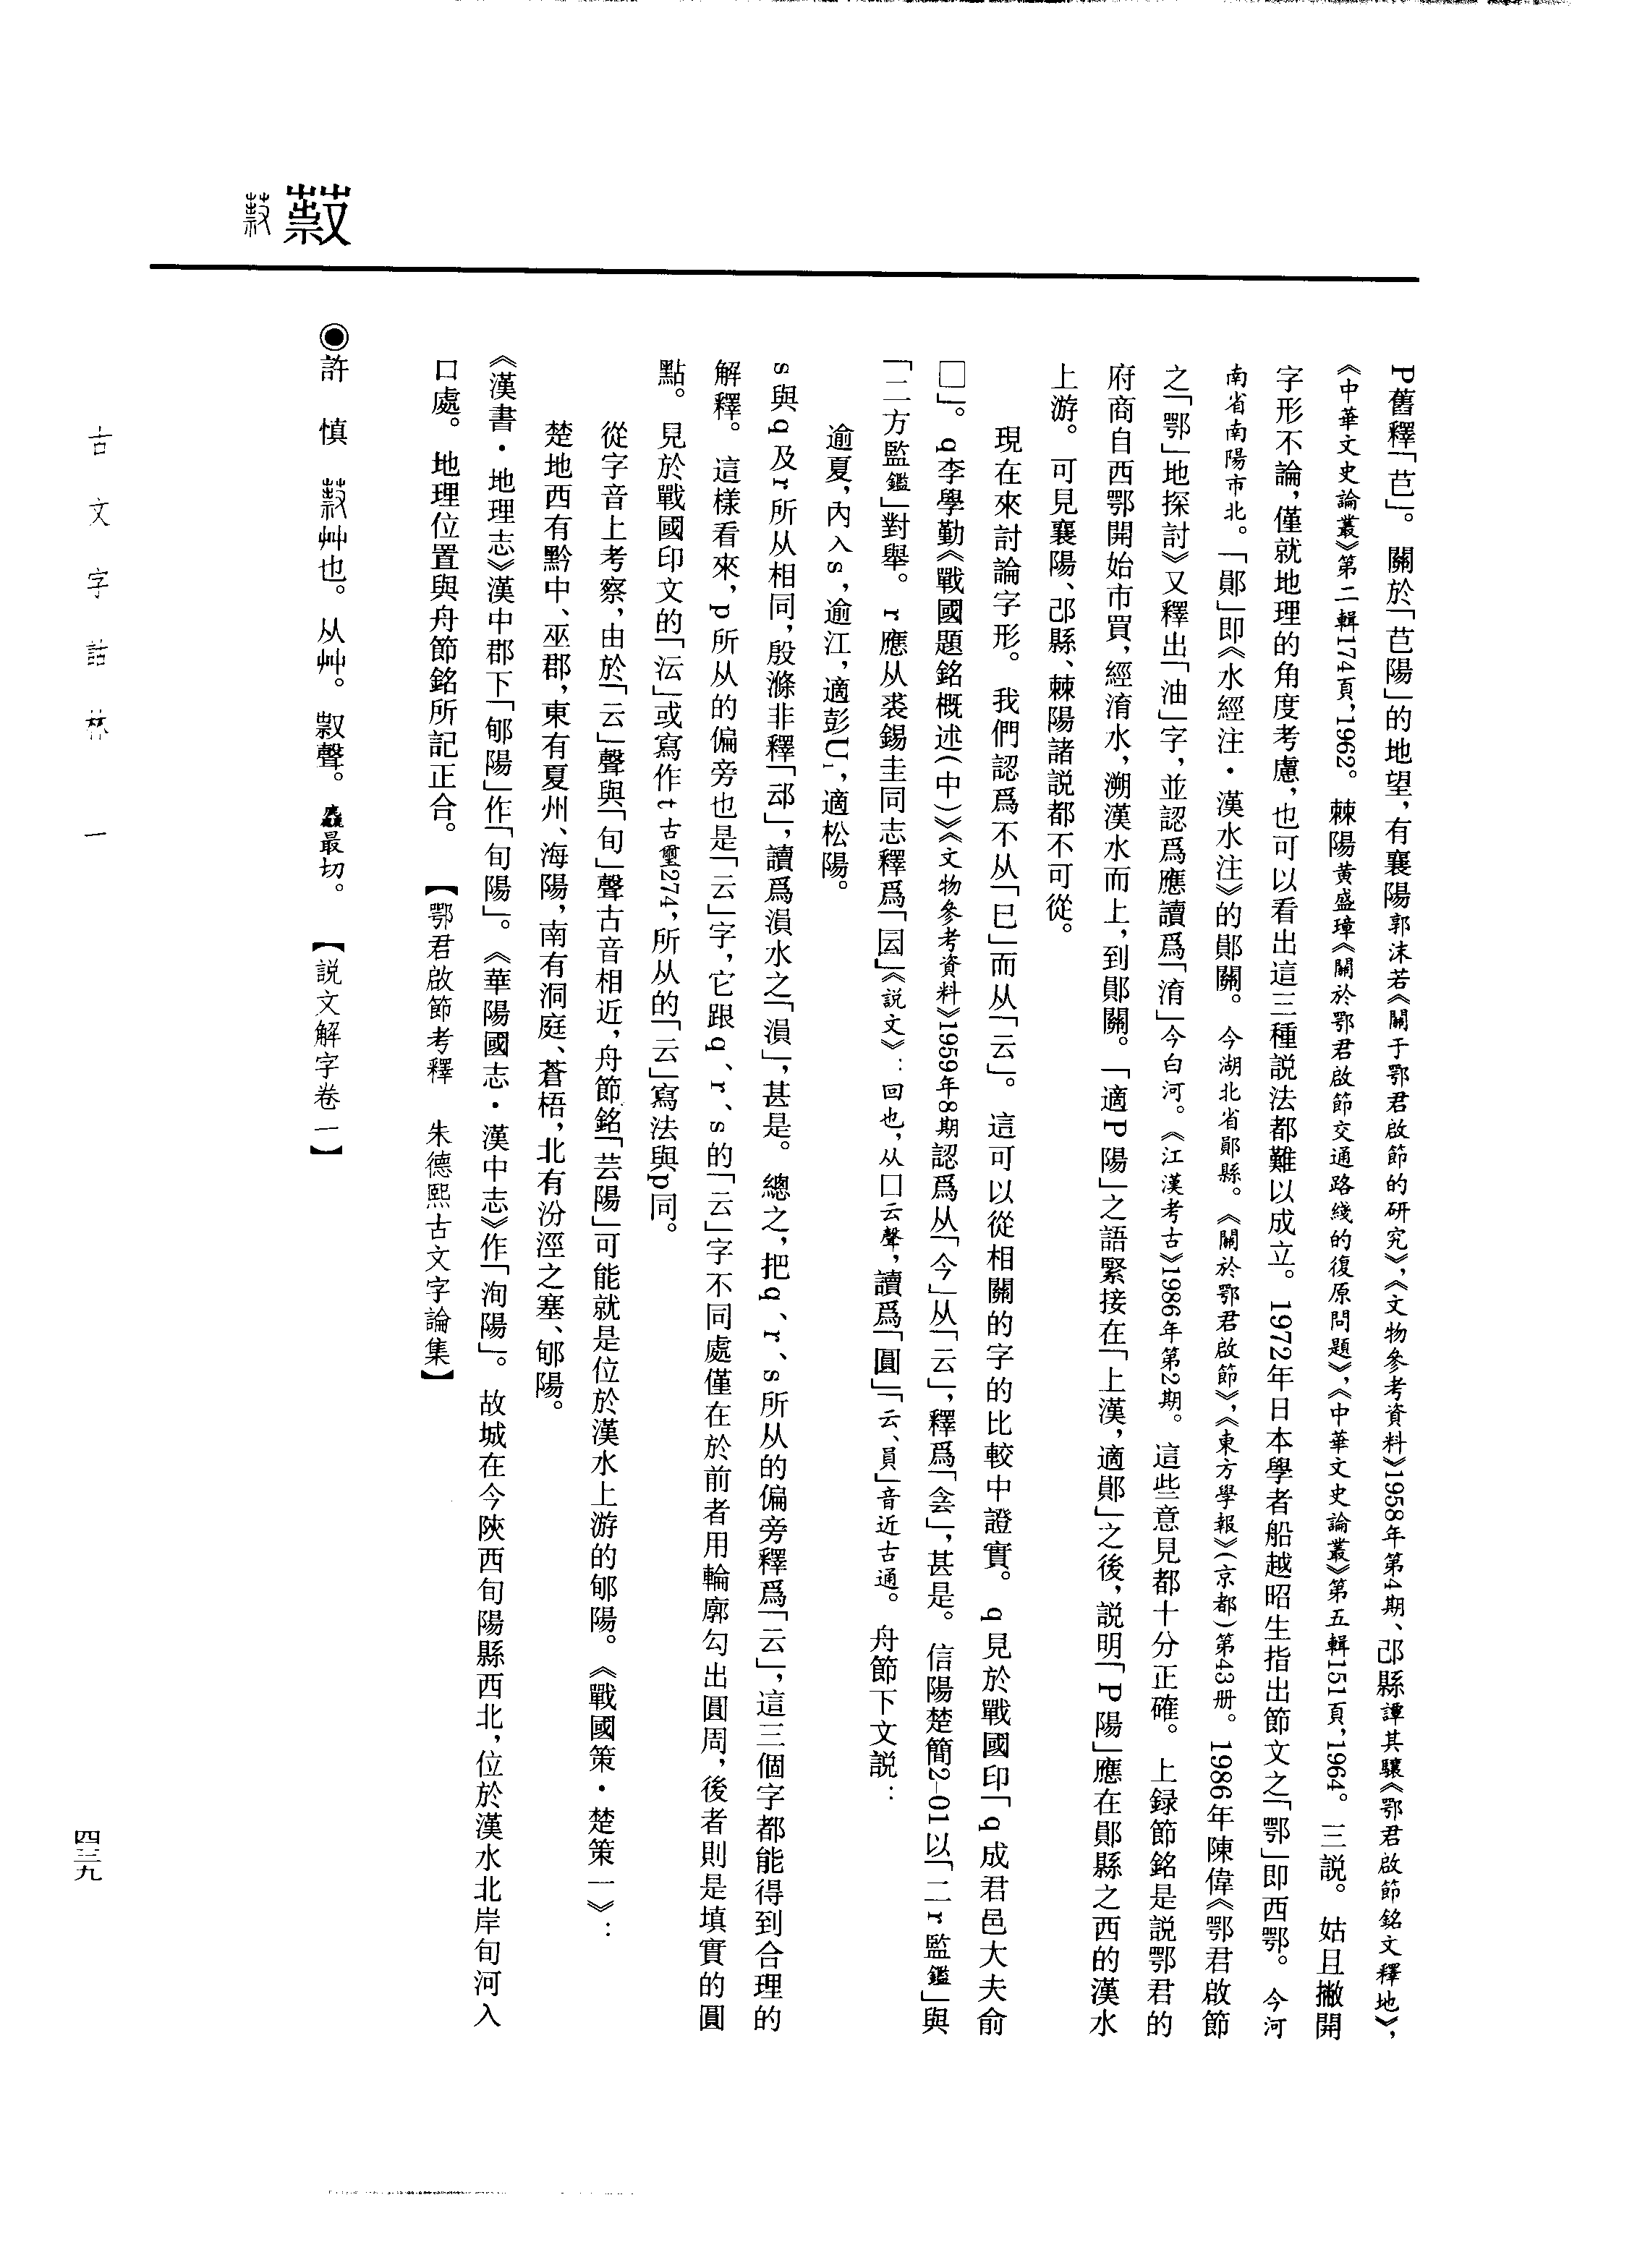 P舊釋「芑」。關於「芑陽」的地望，有襄陽郭沫若《關于鄂君啟節的研究》，《文物參考資料》1958年第4期、邔縣譚其驤《鄂君啟節銘文釋地》，
《中華文史論叢》第二輯174頁，1962。棘陽黃盛璋《關於鄂君啟節交通路綫的復原問題》，《中華文史論叢》第五輯151頁，1964。三説。姑且撇開
字形不論，僅就地理的角度考慮，也可以看出這三種説法都難以成立。1972年日本學者船越昭生指出節文之「鄂」即西鄂。今河
南省南陽市北。「鄖」即《水經注·漢水注》的鄖關。今湖北省鄖縣。《關於鄂君啟節》，《東方學報》（京都）第43册。1986年陳偉《鄂君啟節
之「鄂」地探討》又釋出「油」字，並認爲應讀爲「淯」今白河。《江漢考古》1986年第2期。這些意見都十分正確。上録節銘是説鄂君的
府商自西鄂開始市買，經淯水，溯漢水而上，到鄖關。「適P陽」之語緊接在「上漢，適鄖」之後，説明「P陽」應在鄖縣之西的漢水
上游。可見襄陽、邔縣、棘陽諸説都不可從。
現在來討論字形。我們認爲不从「巳」而从「云」。這可以從相關的字的比較中證實。q見於戰國印「q成君邑大夫俞
□」。q李學勤《戰國題銘概述（中）》《文物參考資料》1959年8期認爲从「今」从「云」，釋爲「侌」，甚是。信陽楚簡2—01以「二r監鑑」與
「二方監鑑」對舉。r應从裘錫圭同志釋爲「囩」《説文》：回也，从囗云聲，讀爲「圓」「云、員」音近古通。舟節下文説：
逾夏，內入s，逾江，適彭U，適松陽。
s與q及r所从相同，殷滌非釋「䢵」，讀爲溳水之「溳」，甚是。總之，把q、r、s所从的偏旁釋爲「云」，這三個字都能得到合理的
解釋。這樣看來，p所从的偏旁也是「云」字，它跟q、r、s的「云」字不同處僅在於前者用輪廓勾出圓周，後者則是填實的圓
點。見於戰國印文的「沄」或寫作t古璽274，所从的「云」寫法與p同。
從字音上考察，由於「云」聲與「旬」聲古音相近，舟節銘「芸陽」可能就是位於漢水上游的郇陽。《戰國策·楚策一》：
楚地西有黔中、巫郡，東有夏州、海陽，南有洞庭、蒼梧，北有汾涇之塞、郇陽。
《漢書·地理志》漢中郡下「郇陽」作「旬陽」。《華陽國志·漢中志》作「洵陽」。故城在今陝西旬陽縣西北，位於漢水北岸旬河入
口處。地理位置與舟節銘所記正合。【鄂君啟節考釋　朱德熙古文字論集】
◉許　慎　蔌艸也。从艸。㕞聲。麤最切。【説文解字卷一】
古文字詁林　一
四三九